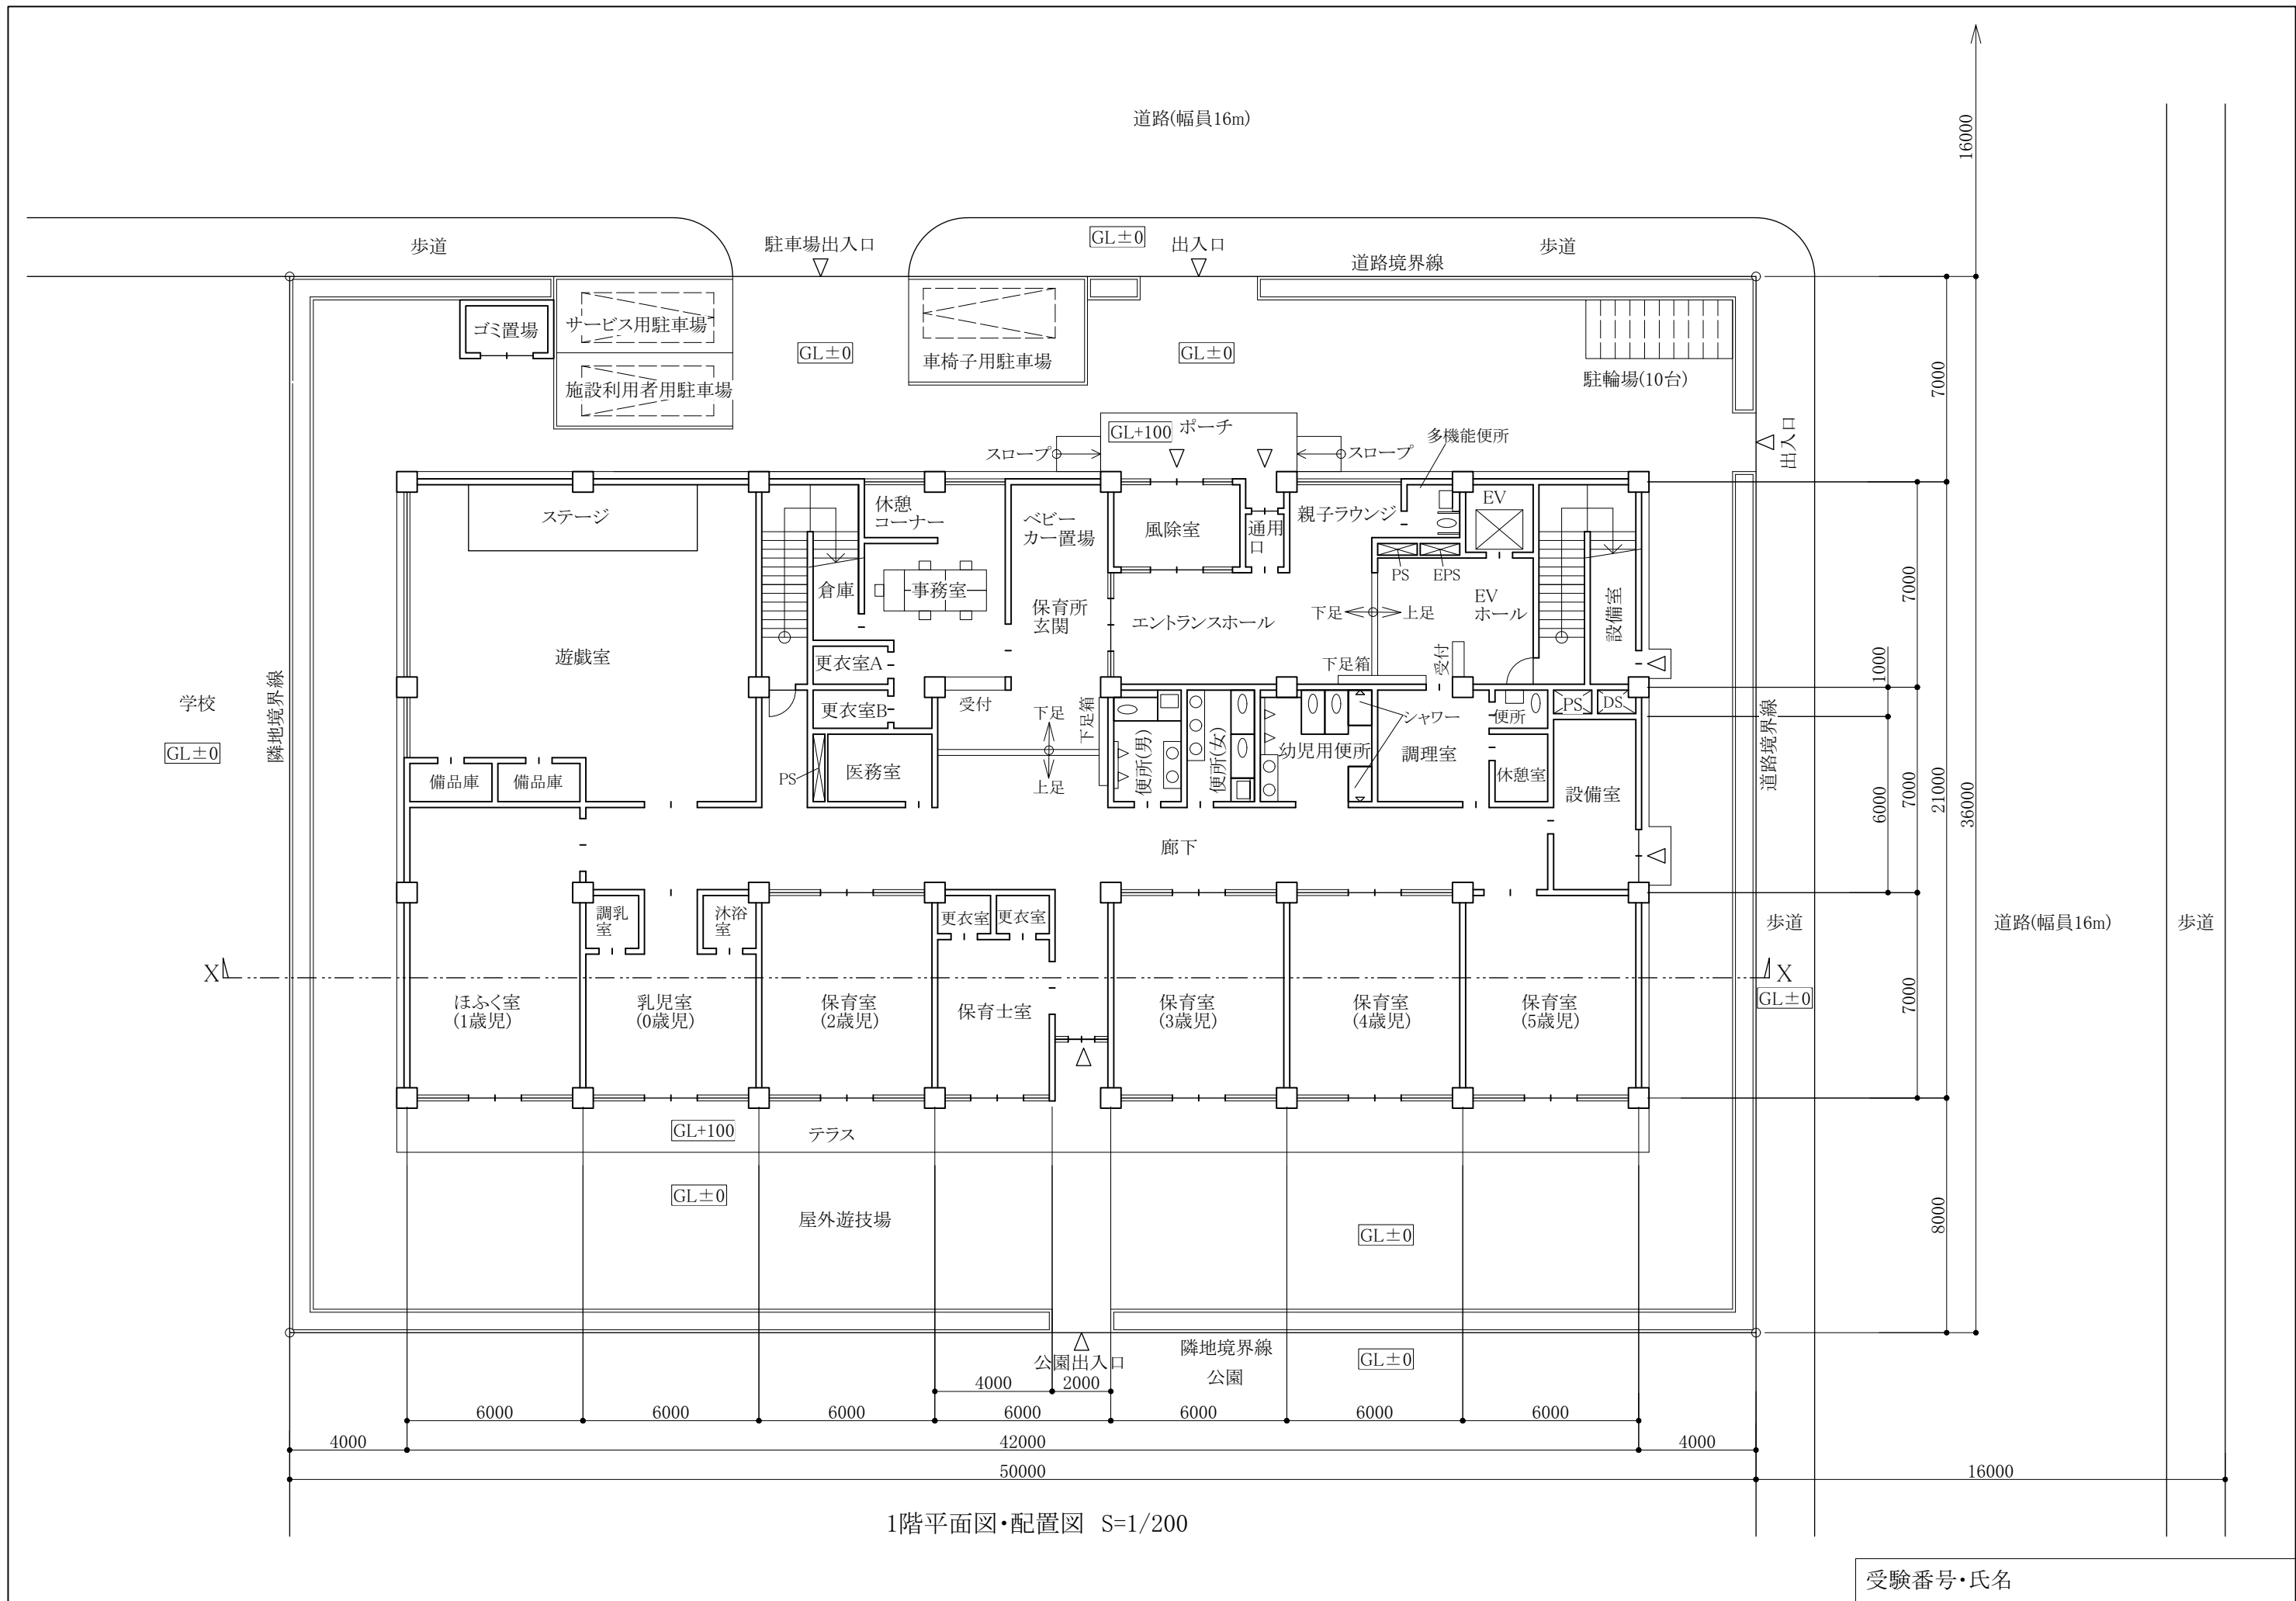 道路(幅員16m)
16000
歩道
駐車場出入口
GL±0
出入口
道路境界線
歩道
ゴミ置場
サービス用駐車場
施設利用者用駐車場
GL±0
車椅子用駐車場
GL±0
駐輪場(10台)
7000
出入口
スロープ
GL+100
ポーチ
スロープ
多機能便所
ステージ
休憩
コーナー
ベビー
カー置場
風除室
通用
口
親子ラウンジ
EV
PS
EPS
倉庫
事務室
保育所
玄関
エントランスホール
下足
上足
EV
ホール
設備室
7000
遊戯室
更衣室A
更衣室B
受付
下足
上足
下足箱
下足箱
受付
1000
学校
GL±0
隣地境界線
備品庫
備品庫
PS
医務室
便所(男)
便所(女)
幼児用便所
シャワー
調理室
便所
休憩室
PS
DS
設備室
道路境界線
6000
7000
21000
36000
廊下
調乳
室
沐浴
室
更衣室
更衣室
歩道
道路(幅員16m)
歩道
X
X
GL±0
ほふく室
(1歳児)
乳児室
(0歳児)
保育室
(2歳児)
保育士室
保育室
(3歳児)
保育室
(4歳児)
保育室
(5歳児)
7000
GL+100
テラス
GL±0
屋外遊技場
GL±0
8000
公園出入口
隣地境界線
公園
GL±0
4000
2000
6000
6000
6000
6000
6000
6000
6000
4000
42000
4000
50000
16000
1階平面図・配置図 S=1/200
受験番号・氏名